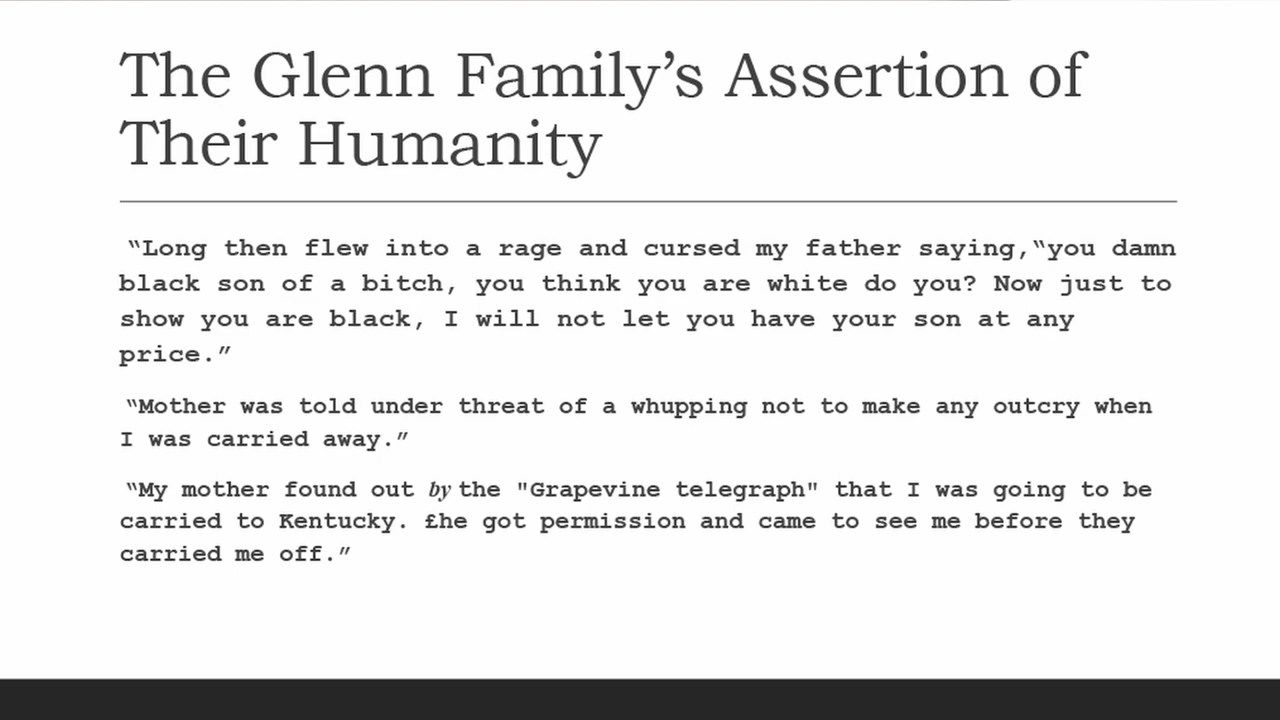 The Glenn Family’s Assertion of
Their Humanity
“Long then flew into a rage and cursed my father saying,“you damn
black son of a bitch, you think you are white do you? Now just to
show you are black, I will not let you have your son at any
price.”
“Mother was told under threat of a whupping not to make any outcry when
I was carried away.”
“My mother found out by the "Grapevine telegraph" that I was going to be
carried to Kentucky. £he got permission and came to see me before they
carried me off.”